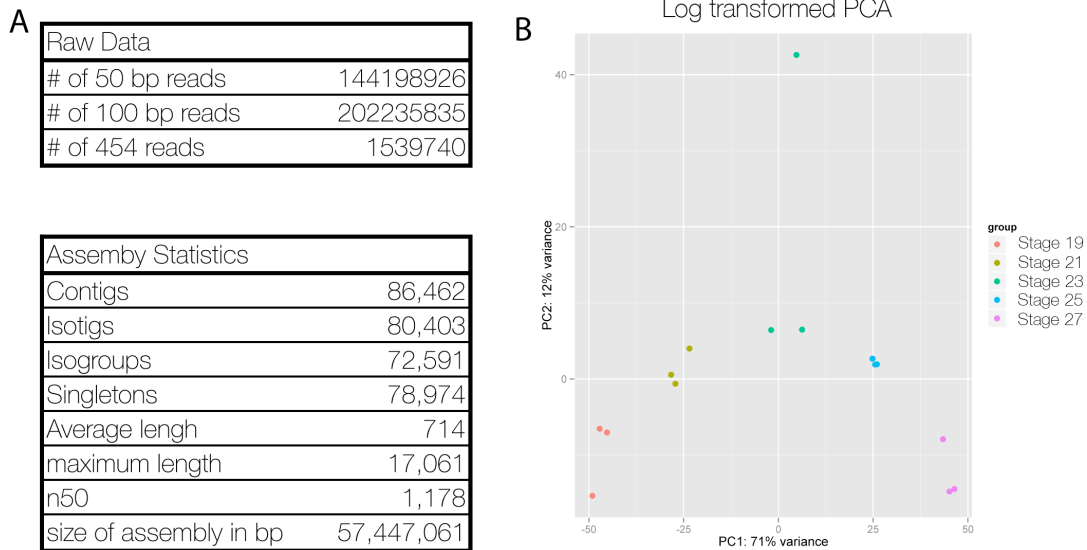 A
Raw Data
# of 50 bp reads 144198926
# of 100 bp reads 202235835
# of 454 reads 1539740
Assemby Statistics
Contigs 86,462
Isotigs 80,403
Isogroups 72,591
Singletons 78,974
Average lengh 714
maximum length 17,061
n50 1,178
size of assembly in bp 57,447,061
B
Log transformed PCA
PC2: 12% variance
40
20
0
-50 -25 0 25 50
PC1: 71% variance
group
Stage 19
Stage 21
Stage 23
Stage 25
Stage 27